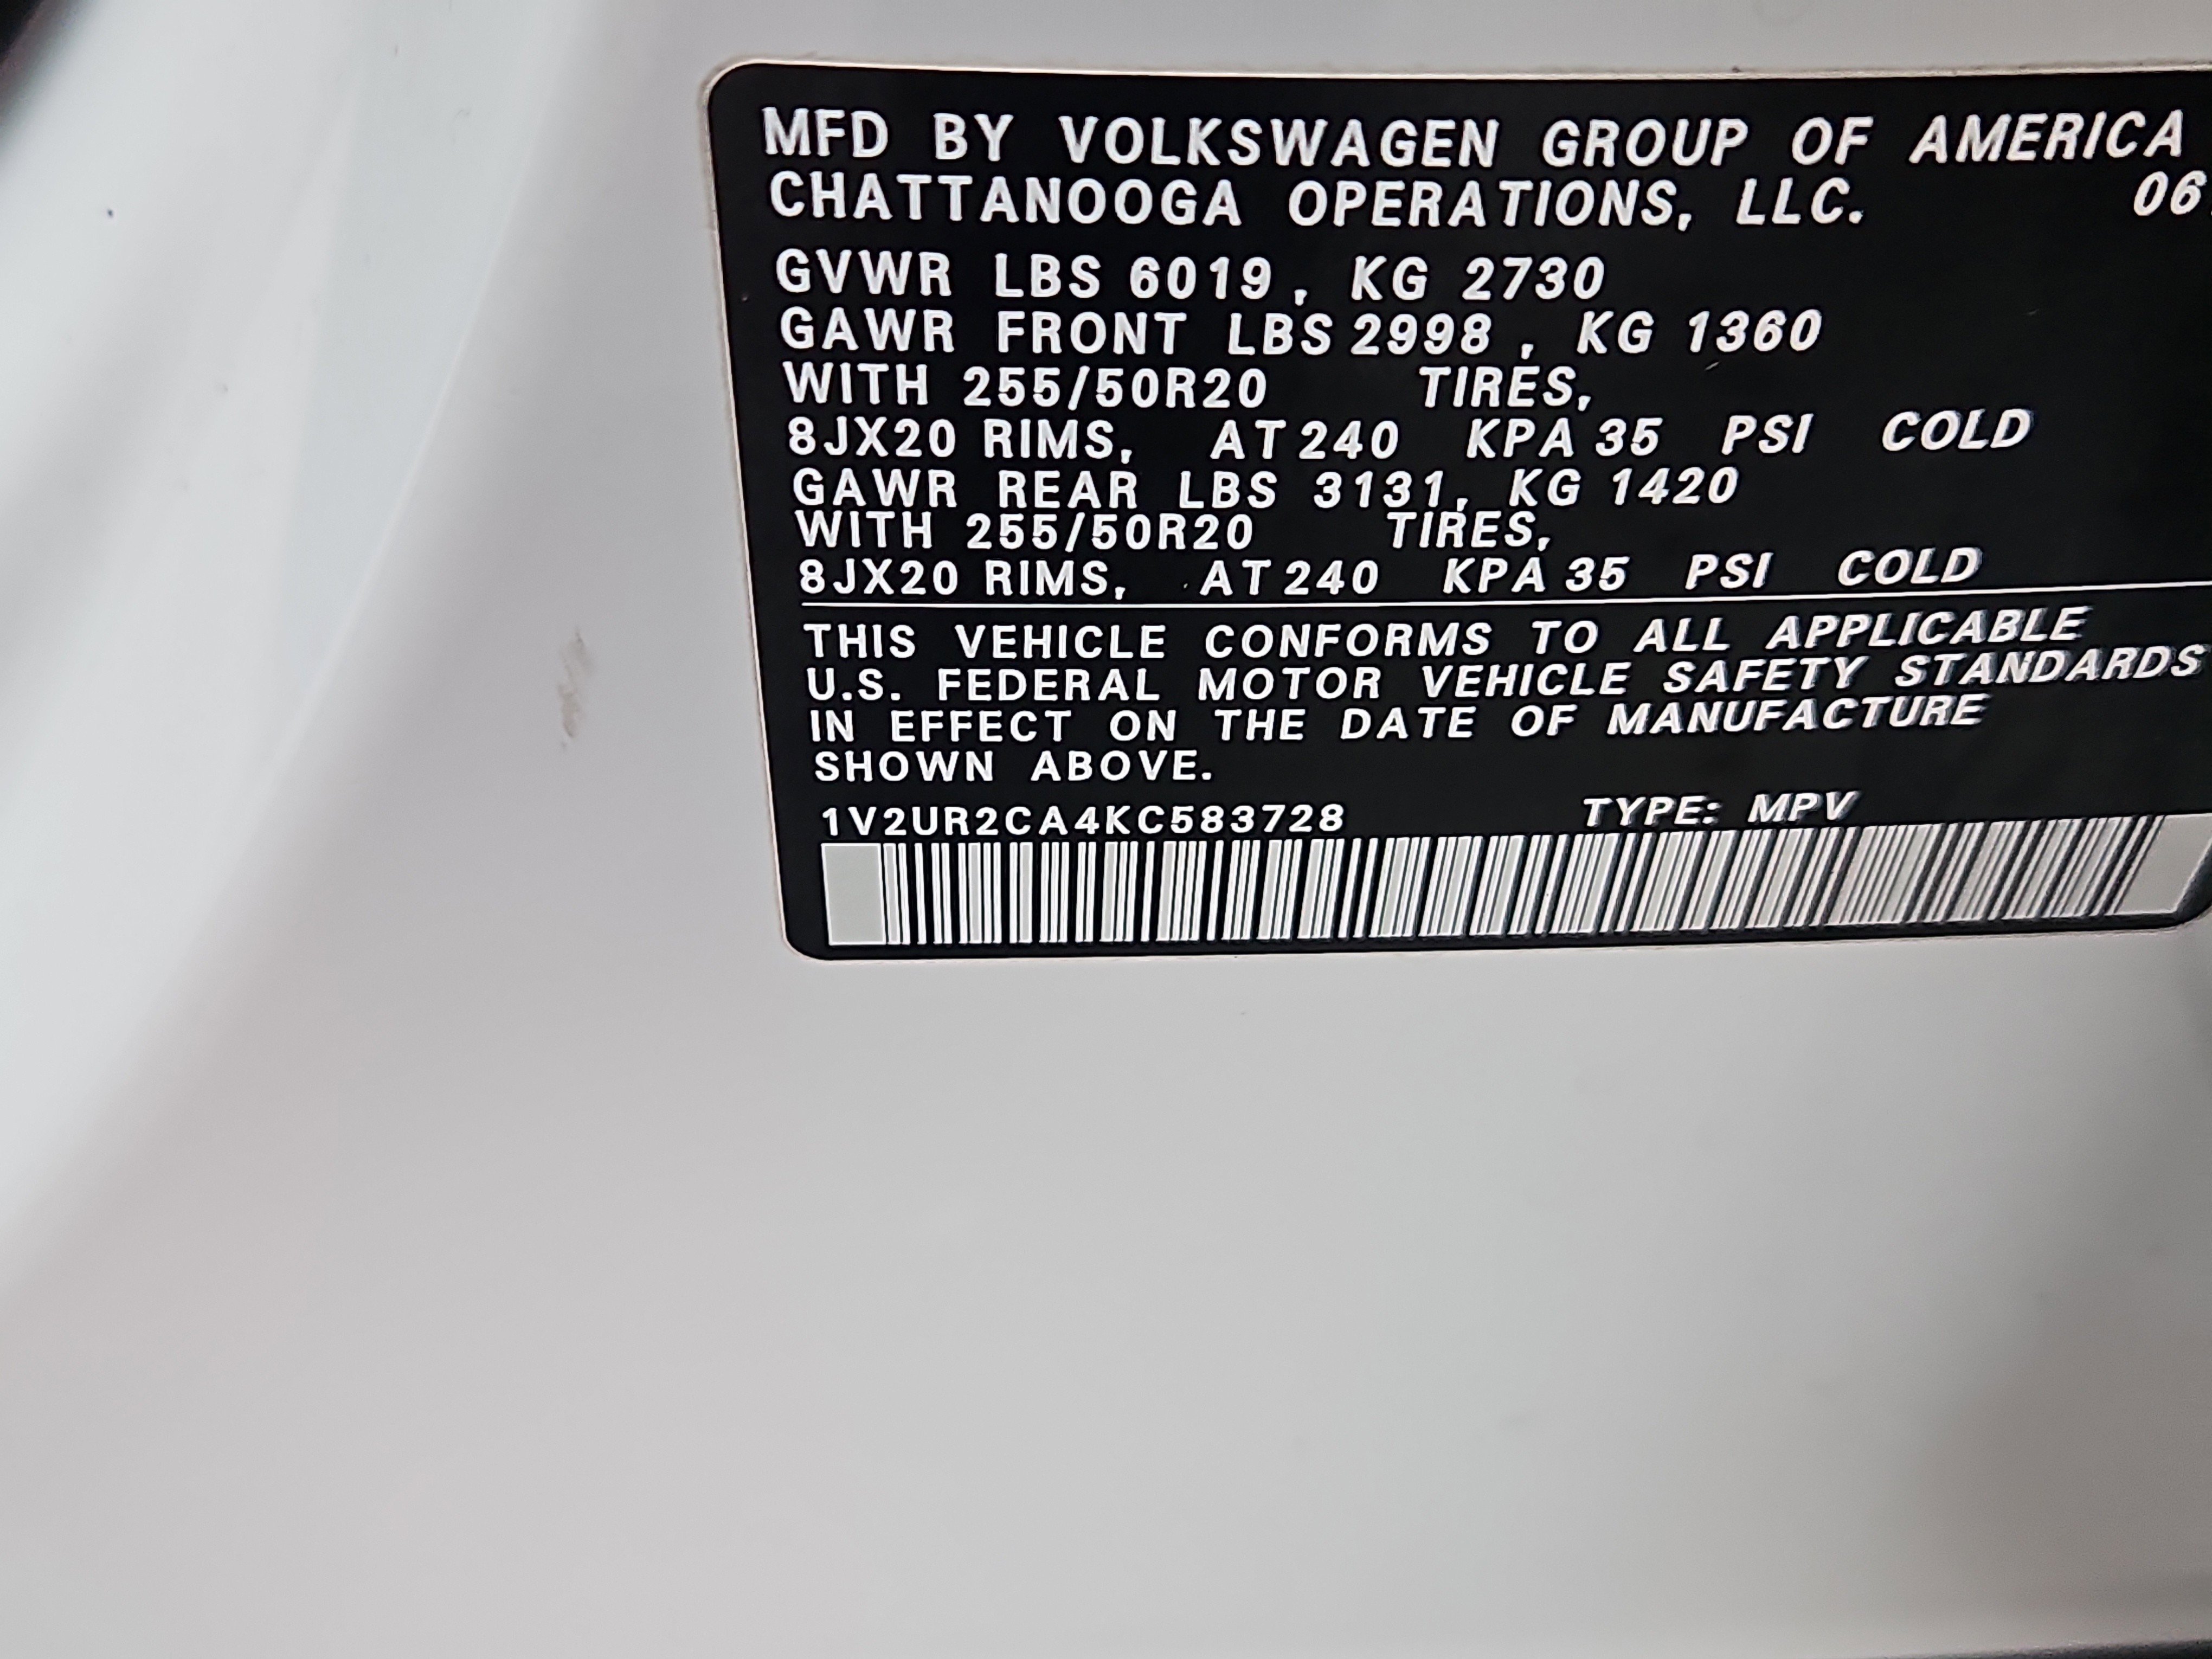 MFD BY VOLKSWAGEN GROUP OF AMERICA
CHATTANOOGA OPERATIONS, LLC. 06
GVWR LBS 6019, KG 2730
GAWR FRONT LBS 2998, KG 1360
WITH 255/50R20 TIRES,
8JX20 RIMS, AT 240 KPA 35 PSI COLD
GAWR REAR LBS 3131, KG 1420
WITH 255/50R20 TIRES,
8JX20 RIMS, AT 240 KPA 35 PSI COLD
THIS VEHICLE CONFORMS TO ALL APPLICABLE
U.S. FEDERAL MOTOR VEHICLE SAFETY STANDARDS
IN EFFECT ON THE DATE OF MANUFACTURE
SHOWN ABOVE.
1V2UR2CA4KC583728 TYPE: MPV